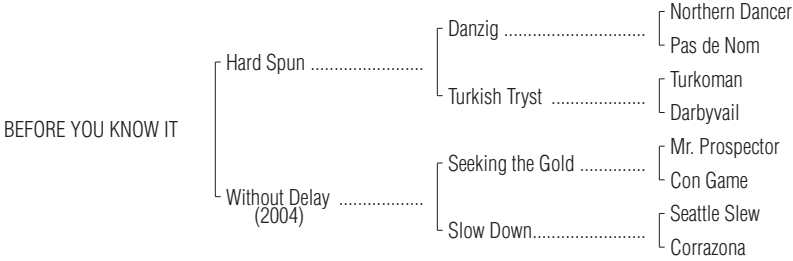 Northern Dancer
Danzig ..............................
Pas de Nom
Hard Spun ........................
Turkoman
Turkish Tryst ....................
Darbyvail
BEFORE YOU KNOW IT
Mr. Prospector
Seeking the Gold ..............
Con Game
Without Delay ..................
(2004)
Seattle Slew
Slow Down........................
Corrazona